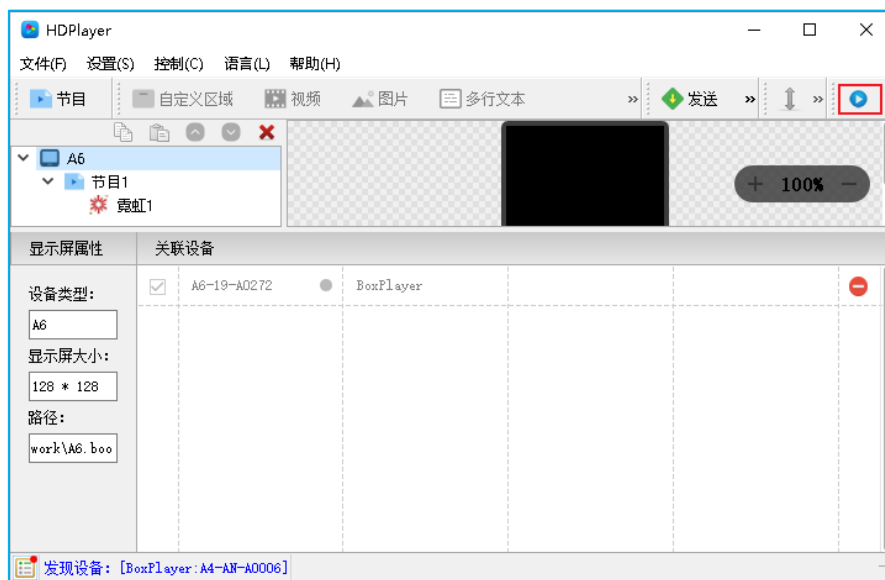 HDPlayer
文件(F) 设置(S) 控制(C) 语言(L) 帮助(H)
节目 自定义区域 视频 图片 多行文本 » 发送 » »
A6
节目1
霓虹1
+ 100% −
显示屏属性 关联设备
设备类型:
A6
显示屏大小:
128 * 128
路径:
work\A6.boo
A6-19-A0272 BoxPlayer
发现设备: [BoxPlayer:A4-AN-A0006]